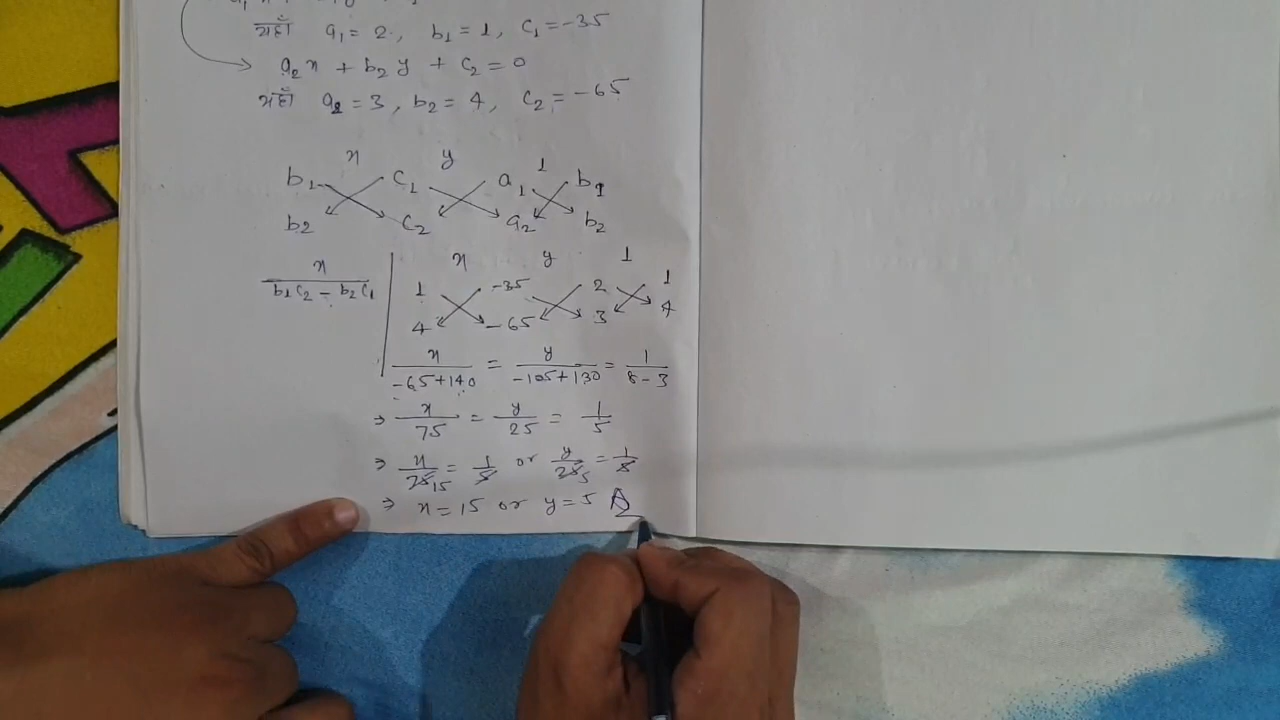 यहाँ a₁ = 2, b₁ = 1, c₁ = -35
a₂x + b₂y + c₂ = 0
यहाँ a₂ = 3, b₂ = 4, c₂ = -65
x y 1
b₁ c₁ a₁ b₁
b₂ c₂ a₂ b₂
x y 1
x/(b₁c₂ - b₂c₁)
1 -35 2 1
4 -65 3 4
x/(-65+140) = y/(-105+130) = 1/(8-3)
⇒ x/75 = y/25 = 1/5
⇒ x/75 15 = 1/5 or y/25 5 = 1/5
⇒ x = 15 or y = 5 A